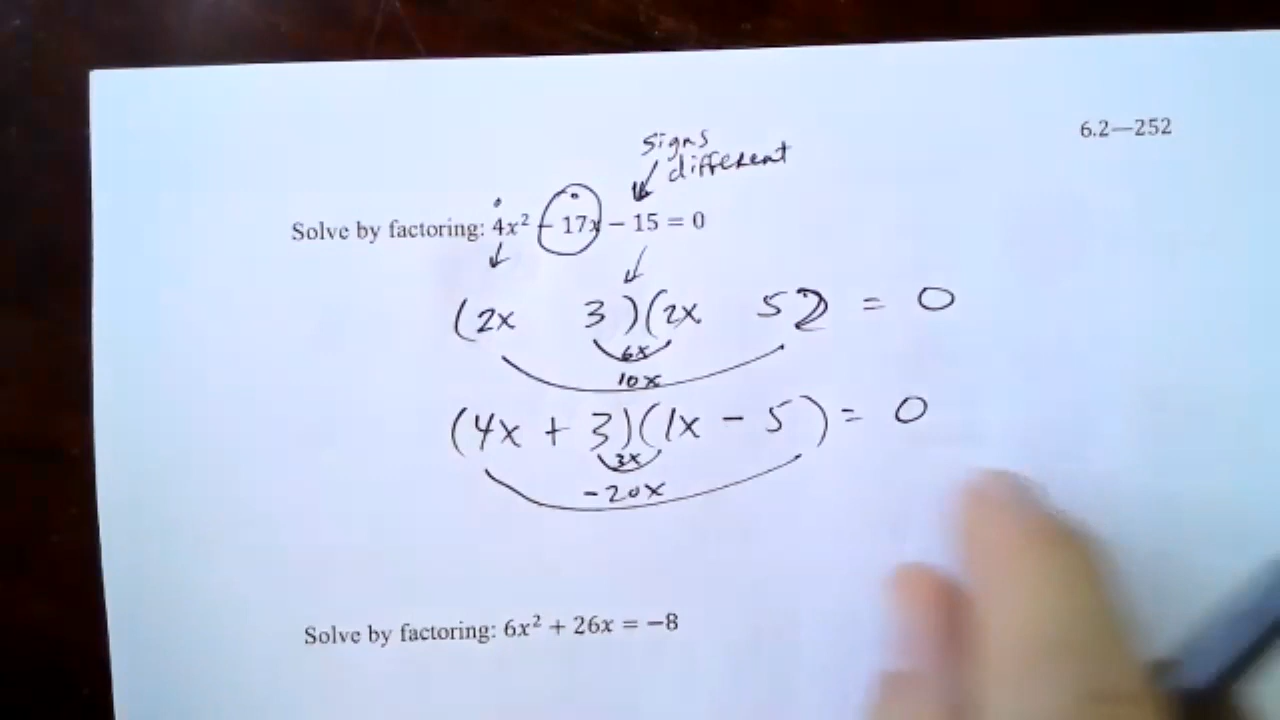 6.2—252
signs
different
Solve by factoring: 4x² − 17x − 15 = 0
(2x 3)(2x 5) = 0
6x
10x
(4x + 3)(1x − 5) = 0
3x
-20x
Solve by factoring: 6x² + 26x = −8